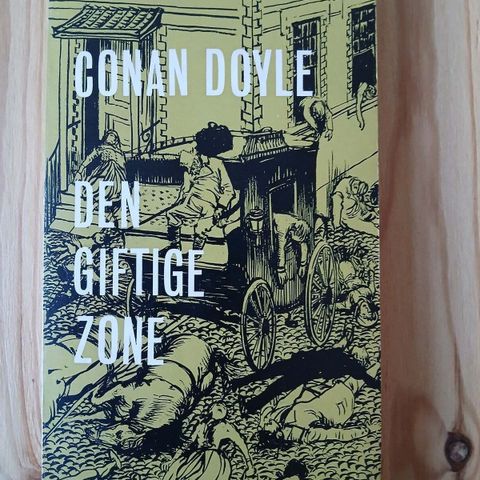 CONAN DOYLE
DEN
GIFTIGE
ZONE